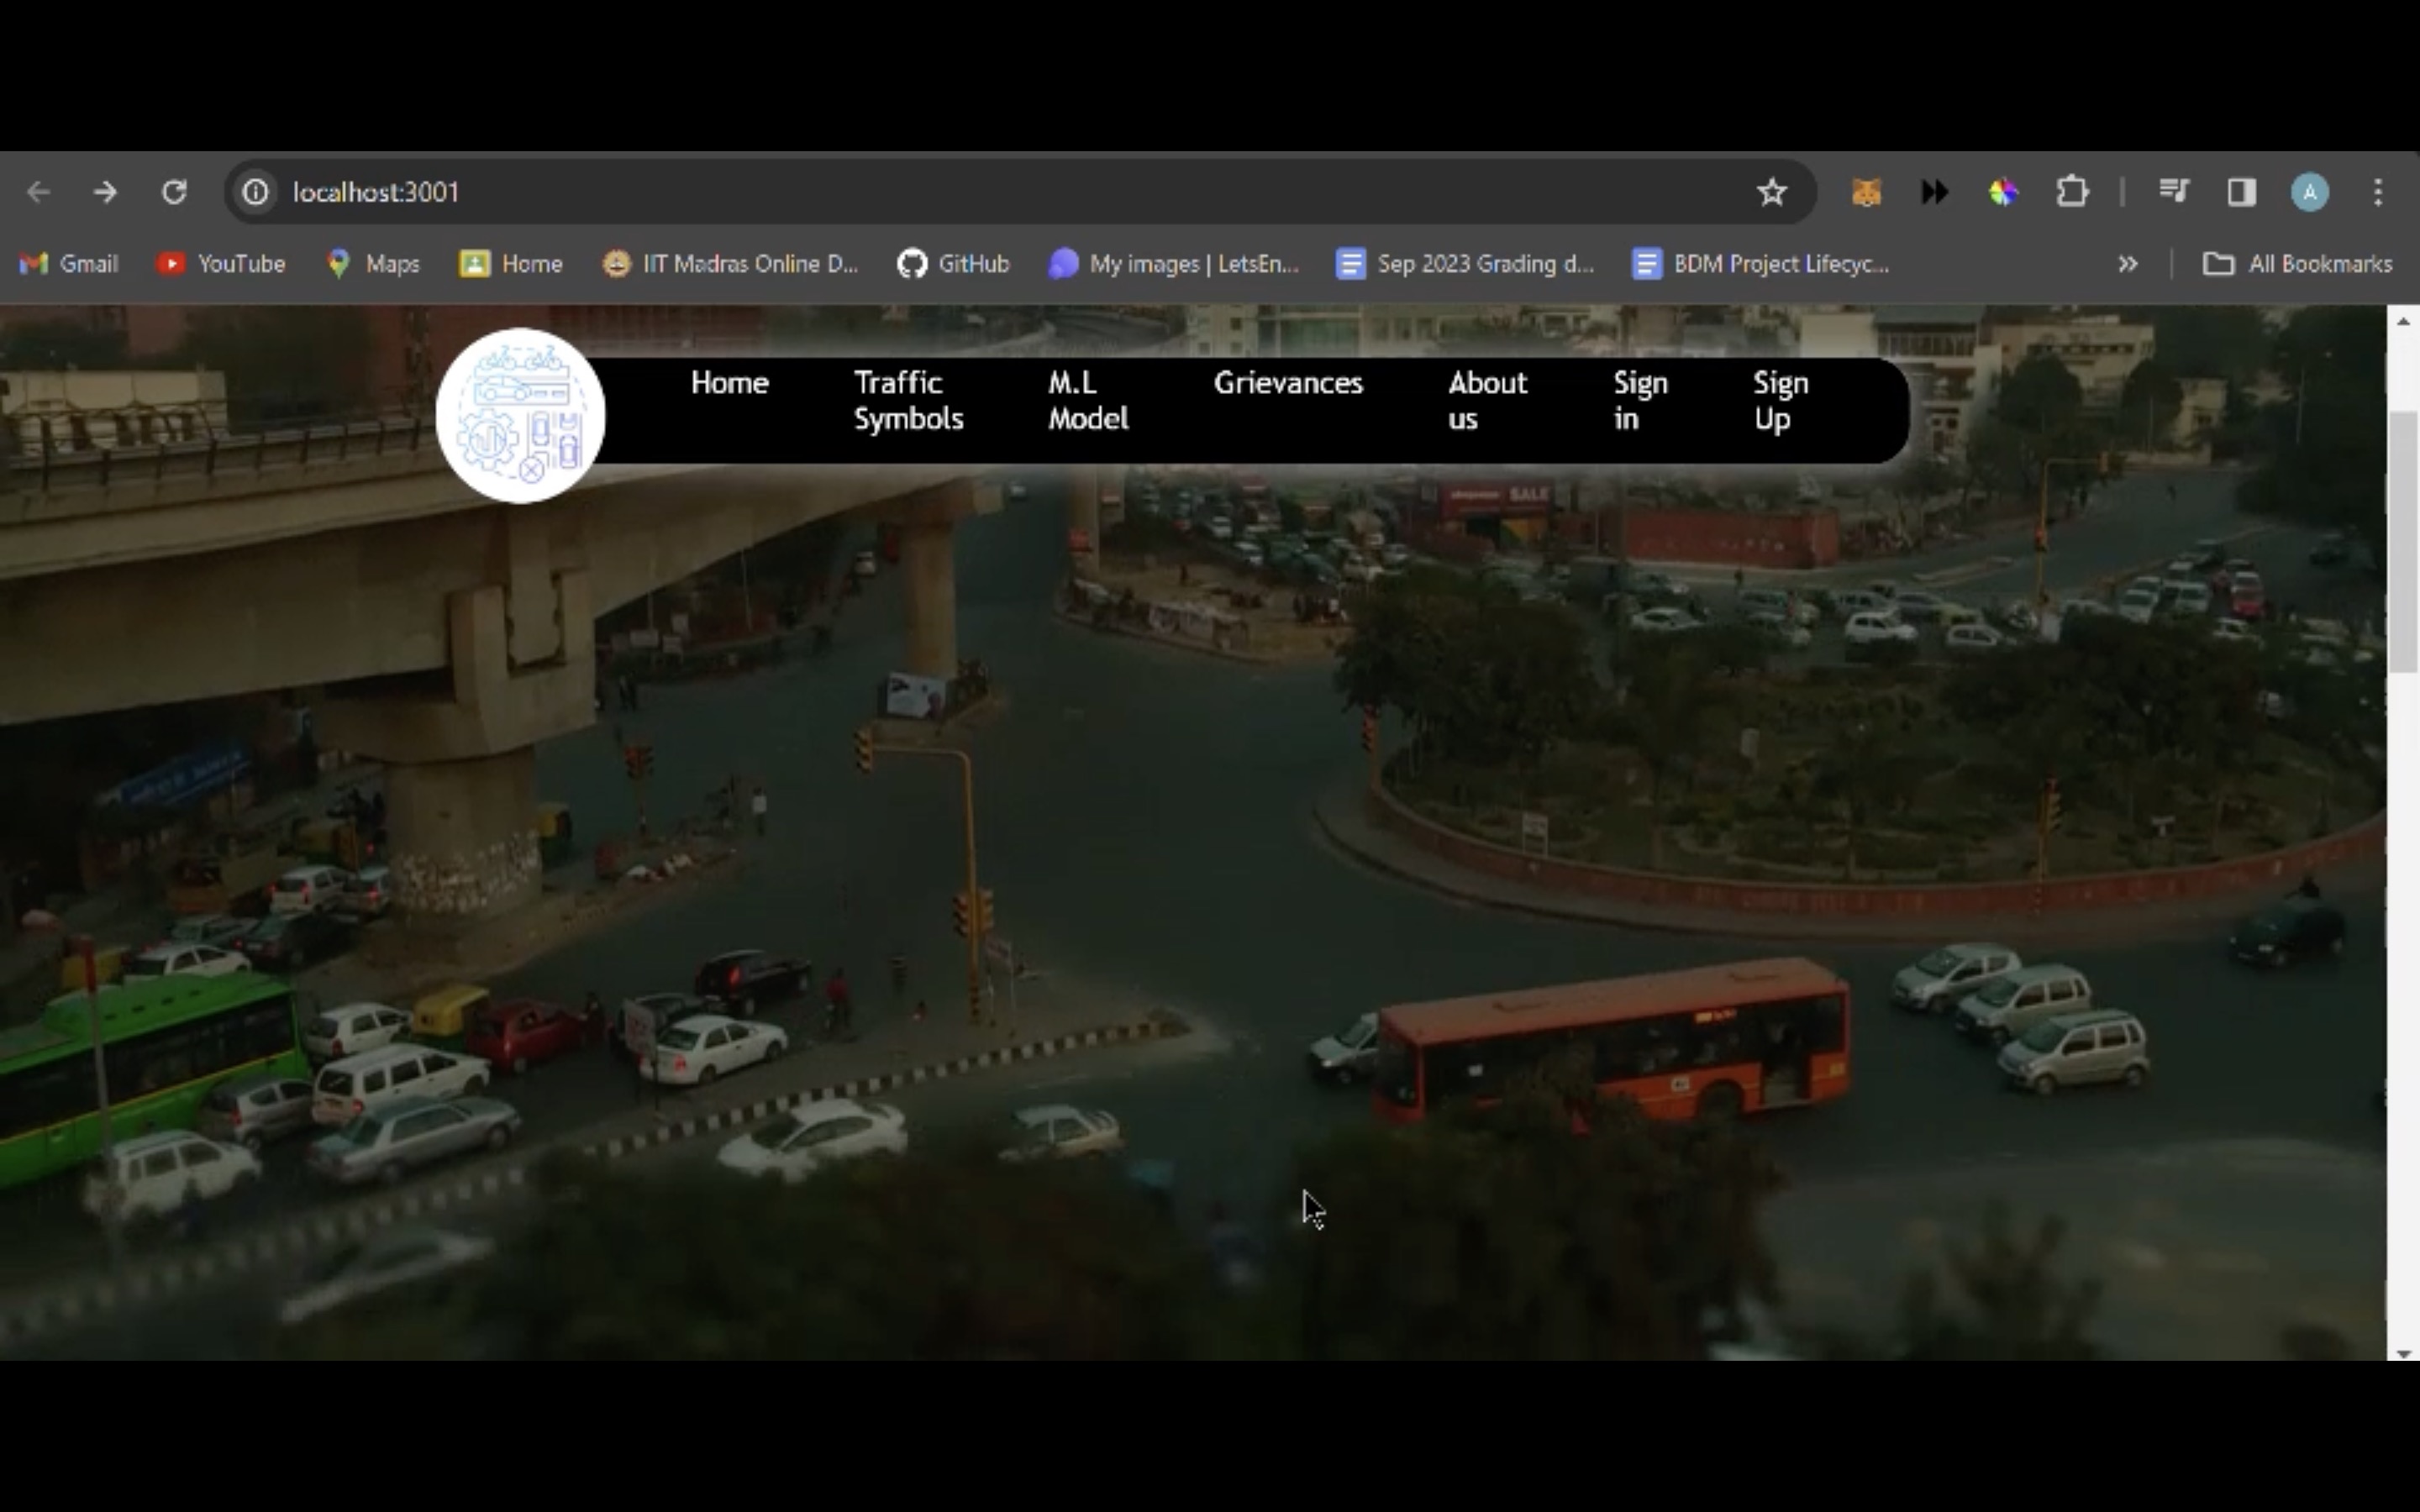 localhost:3001
A
Gmail
YouTube
Maps
Home
IIT Madras Online D...
GitHub
My images | LetsEn...
Sep 2023 Grading d...
BDM Project Lifecyc...
All Bookmarks
Home
Traffic
Symbols
M.L
Model
Grievances
About
us
Sign
in
Sign
Up
SALE